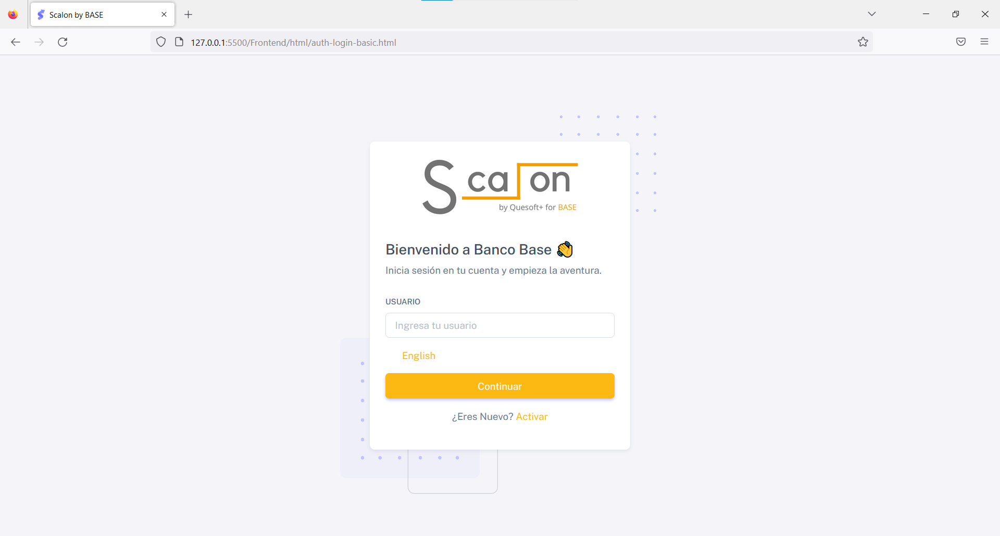 Scalon by BASE
127.0.0.1:5500/Frontend/html/auth-login-basic.html
Scalon
by Quesoft+ for BASE
Bienvenido a Banco Base 👋
Inicia sesión en tu cuenta y empieza la aventura.
USUARIO
Ingresa tu usuario
English
Continuar
¿Eres Nuevo? Activar